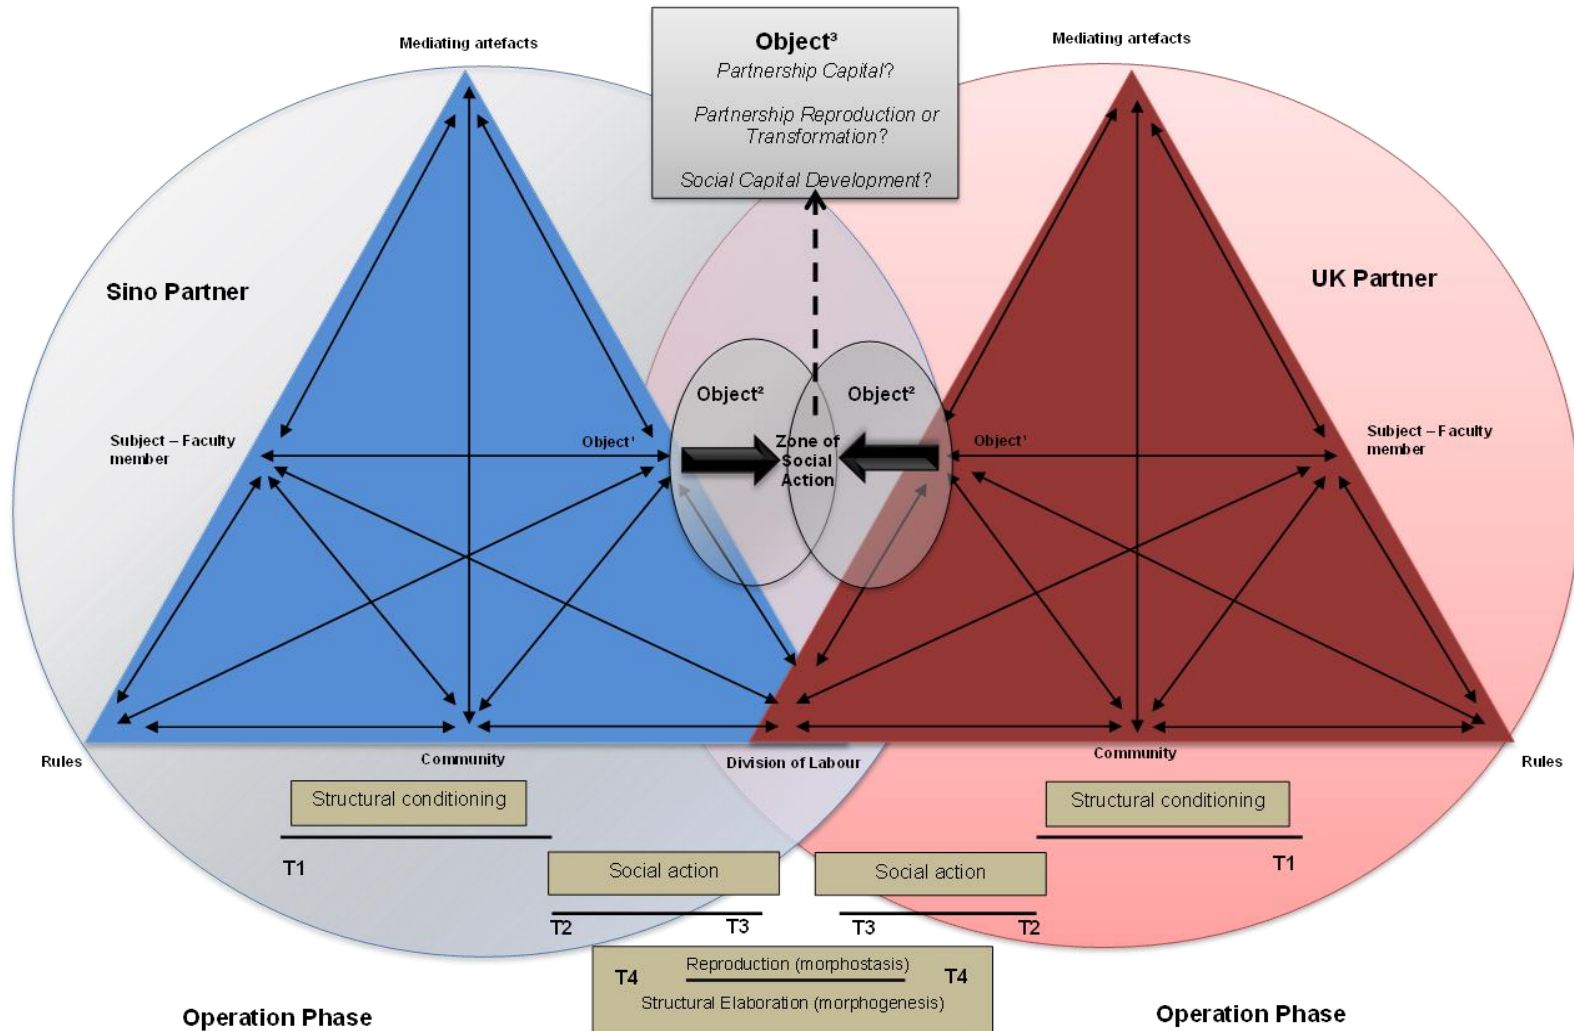 Mediating artefacts
Mediating artefacts
Object³
Partnership Capital?
Partnership Reproduction or
Transformation?
Social Capital Development?
Sino Partner
UK Partner
Object²
Object²
Subject – Faculty
member
Object¹
Zone of
Social
Action
Object¹
Subject – Faculty
member
Rules
Community
Division of Labour
Community
Rules
Structural conditioning
Structural conditioning
T1
T1
Social action
Social action
T2
T3
T3
T2
T4
Reproduction (morphostasis)
T4
Structural Elaboration (morphogenesis)
Operation Phase
Operation Phase